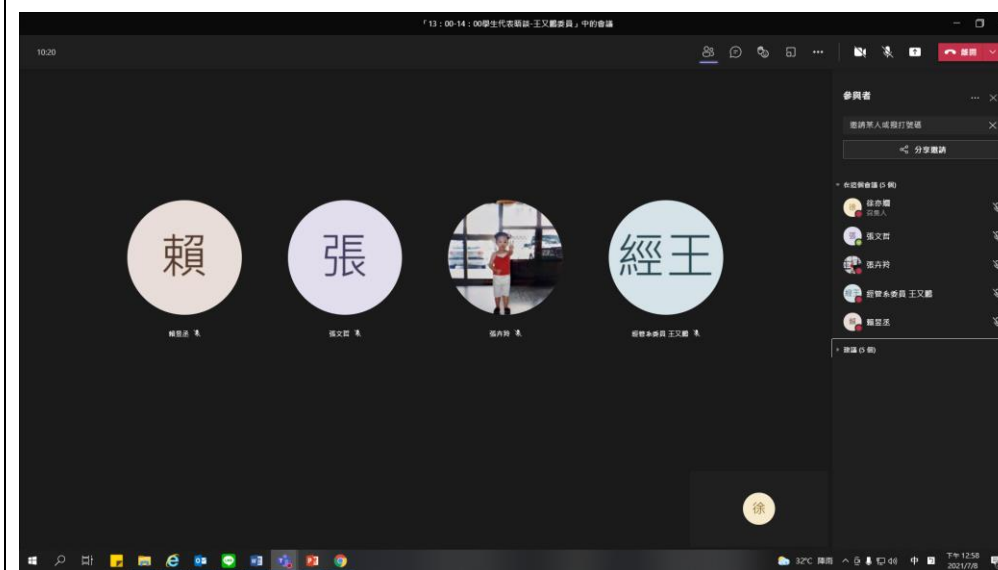 「13：00-14：00學生代表晤談-王又鵬委員」中的會議
10:20
離開
參與者
邀請某人或撥打號碼
分享邀請
賴
張
經王
在這個會議 (5 個)
召集人
張文哲
張卉羚
經管系委員 王又鵬
賴昱丞
賴昱丞
張文哲
張卉羚
經管系委員 王又鵬
建議 (5 個)
徐
32°C 陣雨
中
下午 12:58
2021/7/8